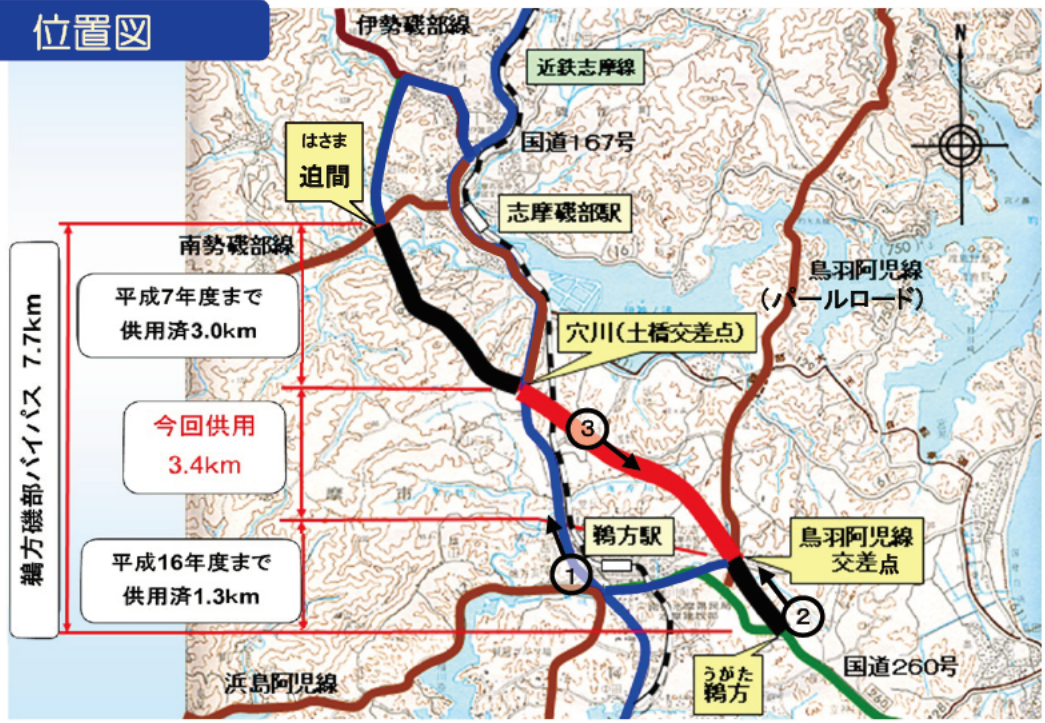 位置図
伊勢磯部線
近鉄志摩線
N
国道167号
はさま
迫間
志摩磯部駅
南勢磯部線
鳥羽阿児線
(パールロード)
平成7年度まで
供用済3.0km
穴川(土橋交差点)
鵜方磯部バイパス 7.7km
今回供用
3.4km
③
鵜方駅
鳥羽阿児線
交差点
平成16年度まで
供用済1.3km
①
②
うがた
鵜方
国道260号
浜島阿児線